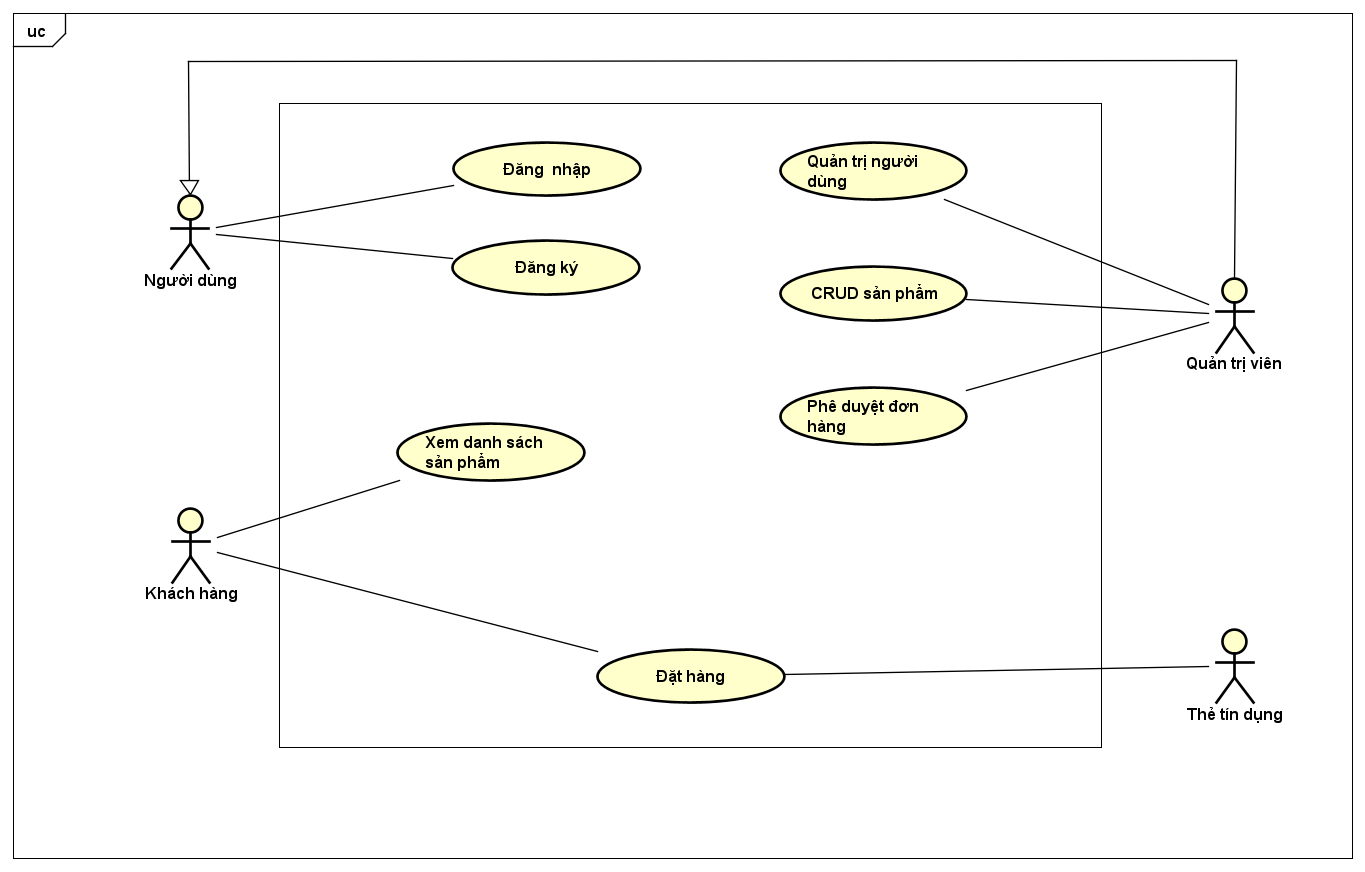 uc
Đăng nhập
Quản trị người
dùng
Đăng ký
Người dùng
CRUD sản phẩm
Quản trị viên
Phê duyệt đơn
hàng
Xem danh sách
sản phẩm
Khách hàng
Đặt hàng
Thẻ tín dụng